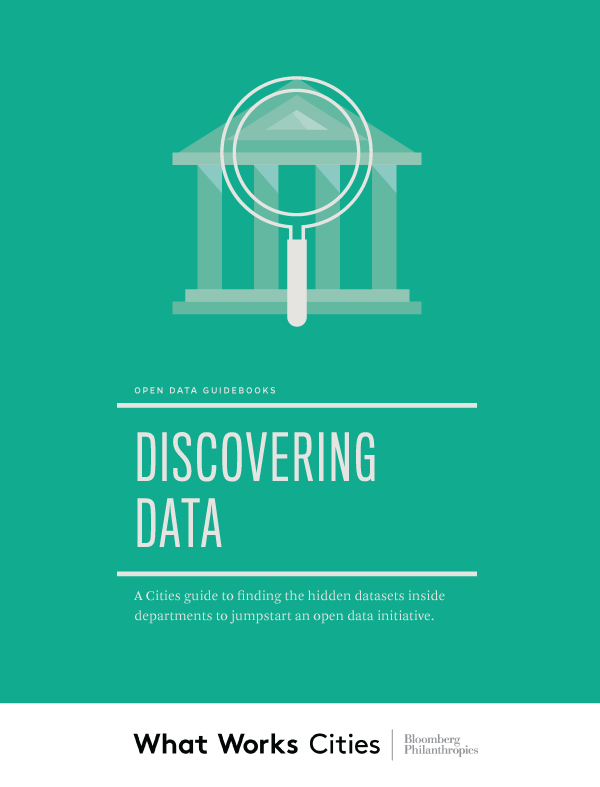 OPEN DATA GUIDEBOOKS
DISCOVERING
DATA
A Cities guide to finding the hidden datasets inside
departments to jumpstart an open data initiative.
What Works Cities
Bloomberg
Philanthropics